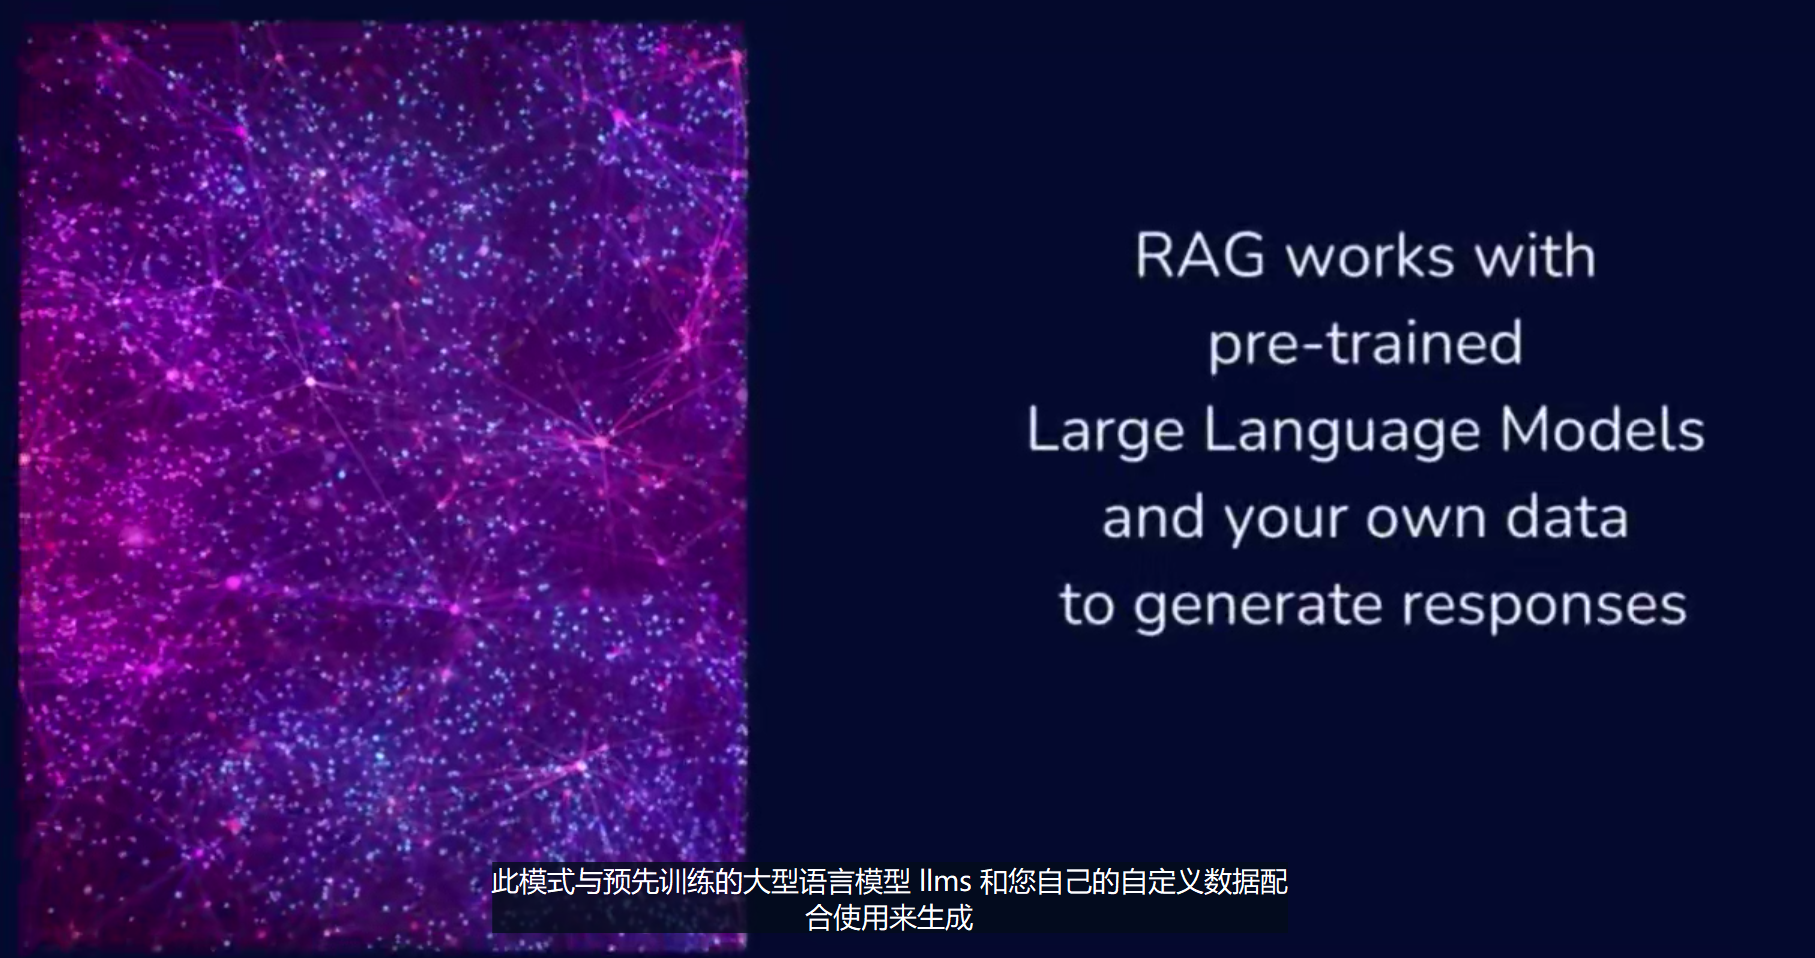 RAG works with
pre-trained
Large Language Models
and your own data
to generate responses
此模式与预先训练的大型语言模型 llms 和您自己的自定义数据配
合使用来生成